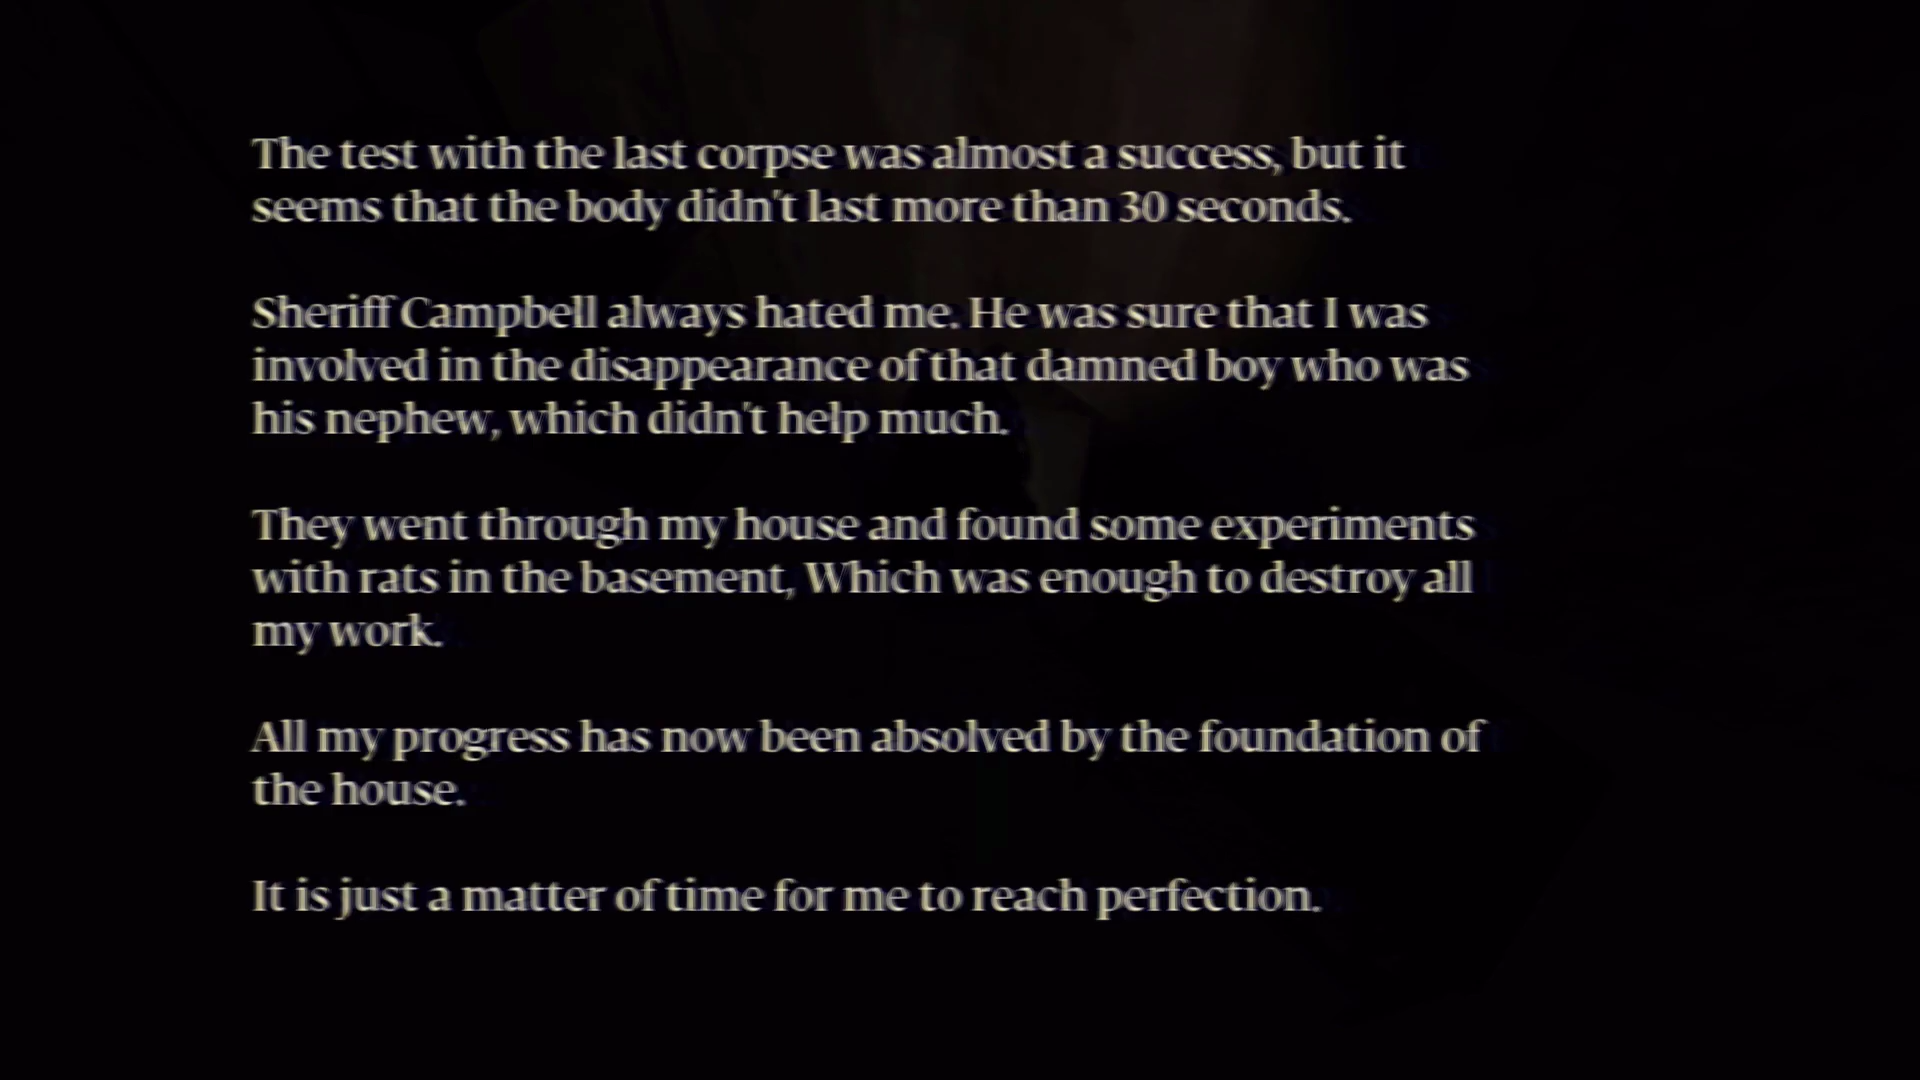 The test with the last corpse was almost a success, but it
seems that the body didn't last more than 30 seconds.
Sheriff Campbell always hated me. He was sure that I was
involved in the disappearance of that damned boy who was
his nephew, which didn't help much.
They went through my house and found some experiments
with rats in the basement, Which was enough to destroy all
my work.
All my progress has now been absolved by the foundation of
the house.
It is just a matter of time for me to reach perfection.